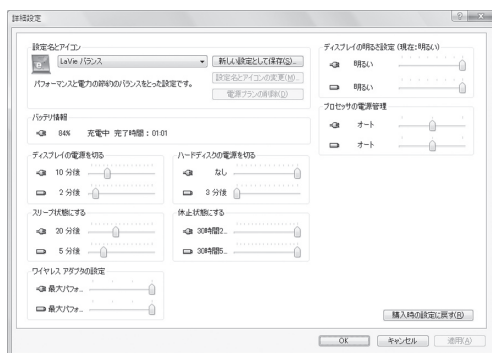 詳細設定
設定名とアイコン
LaVie バランス
新しい設定として保存(S)...
設定名とアイコンの変更(M)...
電源プランの削除(D)
パフォーマンスと電力の節約のバランスをとった設定です。
バッテリ情報
84% 充電中 完了時間:01:01
ディスプレイの電源を切る
10 分後
2 分後
ハードディスクの電源を切る
なし
3 分後
スリープ状態にする
20 分後
5 分後
休止状態にする
30時間2...
30時間5...
ワイヤレス アダプタの設定
最大パフォ...
最大パフォ...
ディスプレイの明るさ設定 (現在:明るい)
明るい
明るい
プロセッサの電源管理
オート
オート
購入時の設定に戻す(R)
OK
キャンセル
適用(A)